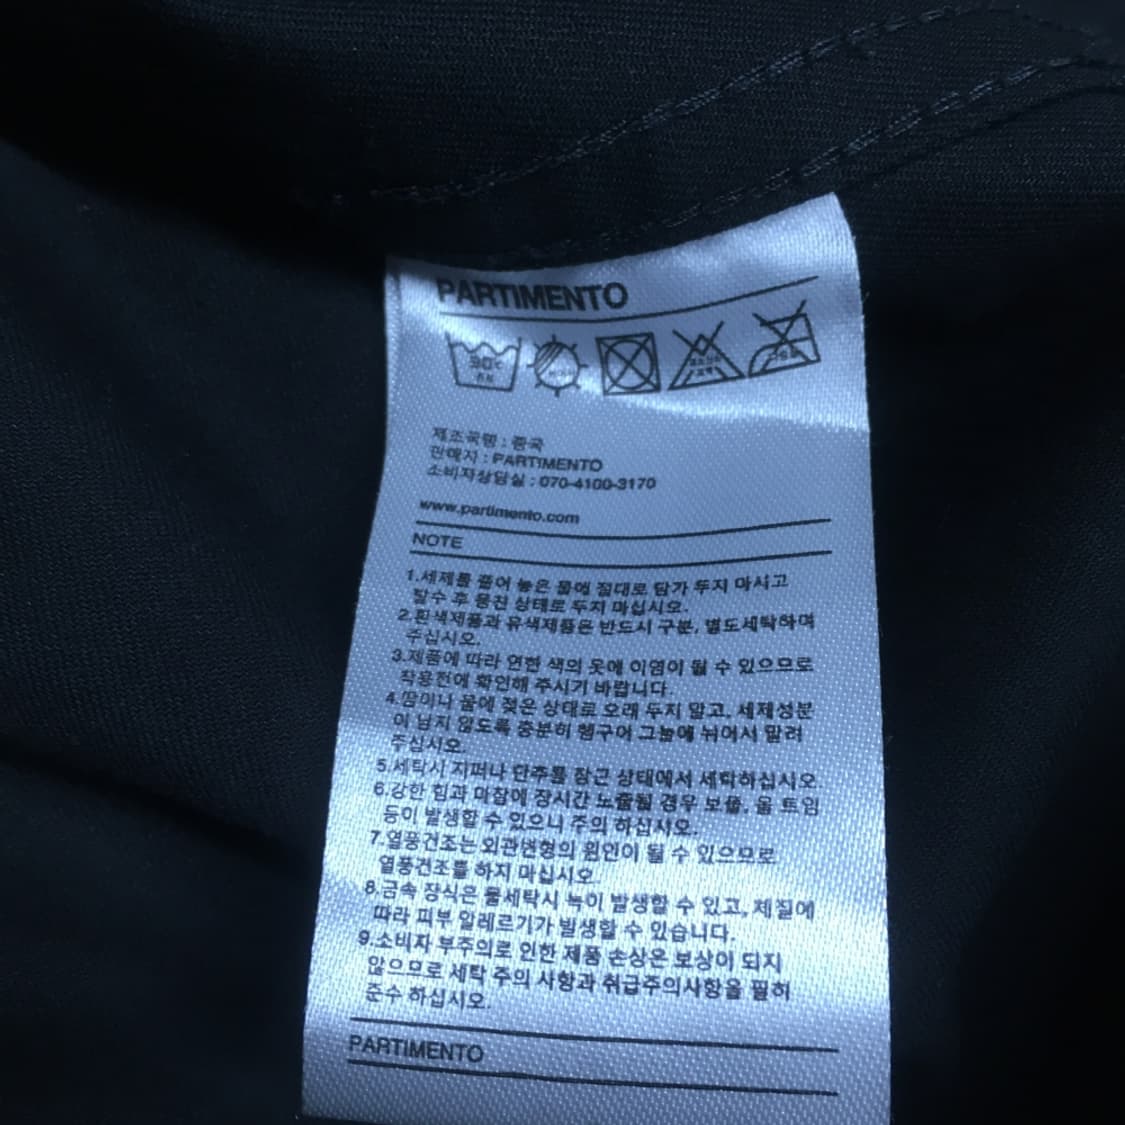 PARTIMENTO
30℃
제조국명 : 중국
판매자 : PARTIMENTO
소비자상담실 : 070-4100-3170
www.partimento.com
NOTE
1.세제를 풀어 놓은 물에 절대로 담가 두지 마시고
탈수 후 뭉친 상태로 두지 마십시오.
2.흰색제품과 유색제품은 반드시 구분, 별도세탁하며
주십시오.
3.제품에 따라 연한 색의 옷에 이염이 될 수 있으므로
착용전에 확인해 주시기 바랍니다.
4.땀이나 물에 젖은 상태로 오래 두지 말고, 세제성분
이 남지 않도록 충분히 헹구어 그늘에 뉘어서 말려
주십시오.
5.세탁시 지퍼나 단추를 잠근 상태에서 세탁하십시오.
6.강한 힘과 마찰에 장시간 노출될 경우 보풀, 올 트임
등이 발생할 수 있으니 주의 하십시오.
7.열풍건조는 외관변형의 원인이 될 수 있으므로
열풍건조를 하지 마십시오.
8.금속 장식은 물세탁시 녹이 발생할 수 있고, 체질에
따라 피부 알레르기가 발생할 수 있습니다.
9.소비자 부주의로 인한 제품 손상은 보상이 되지
않으므로 세탁 주의 사항과 취급주의사항을 필히
준수 하십시오.
PARTIMENTO